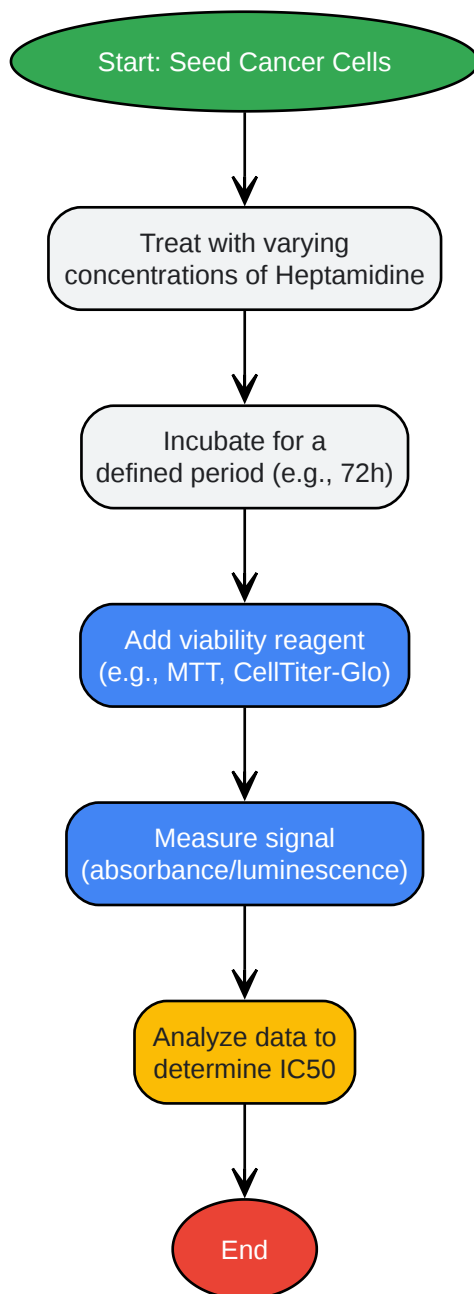 Start: Seed Cancer Cells
Treat with varying
concentrations of Heptamidine
Incubate for a
defined period (e.g., 72h)
Add viability reagent
(e.g., MTT, CellTiter-Glo)
Measure signal
(absorbance/luminescence)
Analyze data to
determine IC50
End